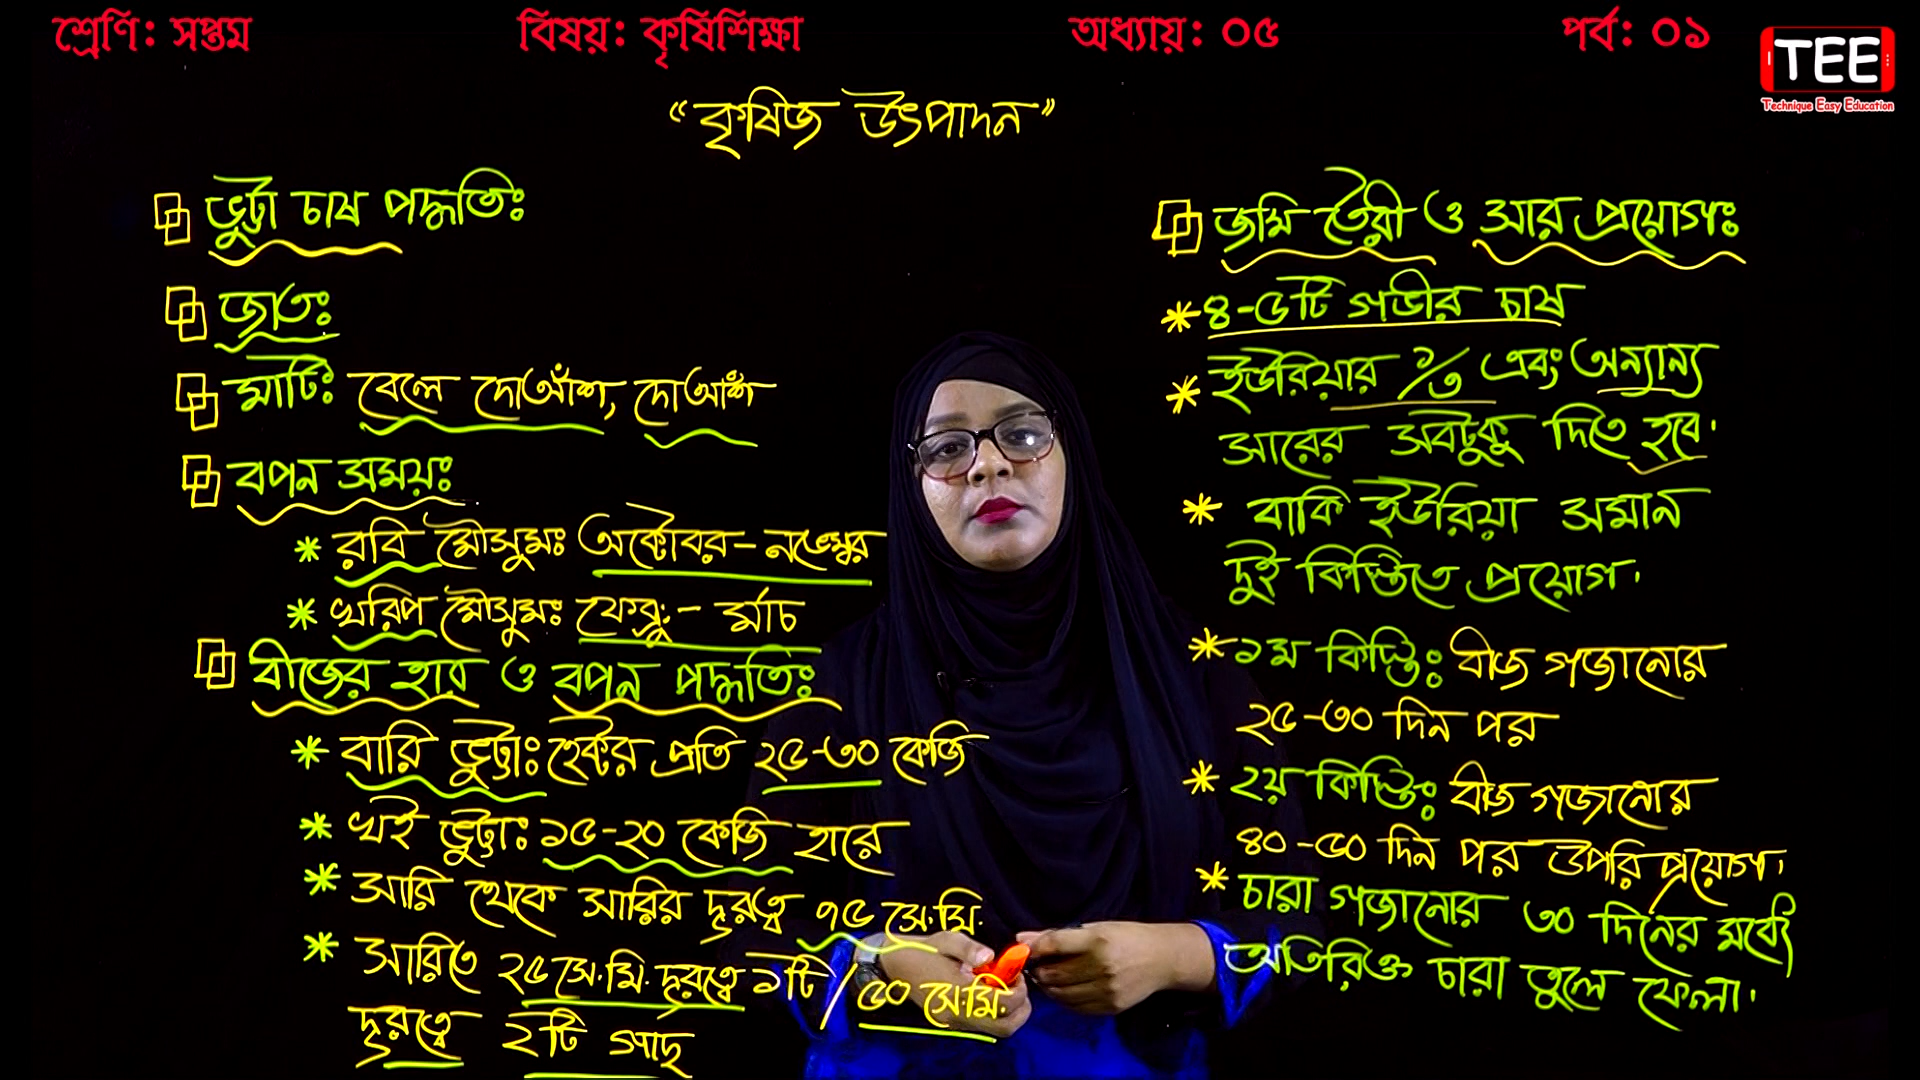 শ্রেণি: সপ্তম
বিষয়: কৃষিশিক্ষা
অধ্যায়: ০৫
পর্ব: ০১
TEE
Technique Easy Education
“কৃষিজ উৎপাদন”
ভুট্টা চাষ পদ্ধতিঃ
জাতঃ
মাটিঃ বেলে দোআঁশ, দোআঁশ
বপন সময়ঃ
* রবি মৌসুমঃ অক্টোবর - নভেম্বর
* খরিপ মৌসুমঃ ফেব্রুঃ - মার্চ
বীজের হার ও বপন পদ্ধতিঃ
* বারি ভুট্টাঃ হেক্টর প্রতি ২৫-৩০ কেজি
* খই ভুট্টাঃ ১৫-২০ কেজি হারে
* সারি থেকে সারির দূরত্ব ৭৫ সে.মি.
* সারিতে ২৫ সে.মি. দূরত্বে ১টি / ৫০ সে.মি.
দূরত্বে ২টি গাছ
জমি তৈরী ও সার প্রয়োগঃ
* ৪-৫টি গভীর চাষ
* ইউরিয়ার ১/৩ এবং অন্যান্য
সারের সবটুকু দিতে হবে.
* বাকি ইউরিয়া সমান
দুই কিস্তিতে প্রয়োগ.
* ১ম কিস্তিঃ বীজ গজানোর
২৫-৩০ দিন পর
* ২য় কিস্তিঃ বীজ গজানোর
৪০-৫০ দিন পর উপরি প্রয়োগ.
* চারা গজানোর ৩০ দিনের মধ্যে
অতিরিক্ত চারা তুলে ফেলা.